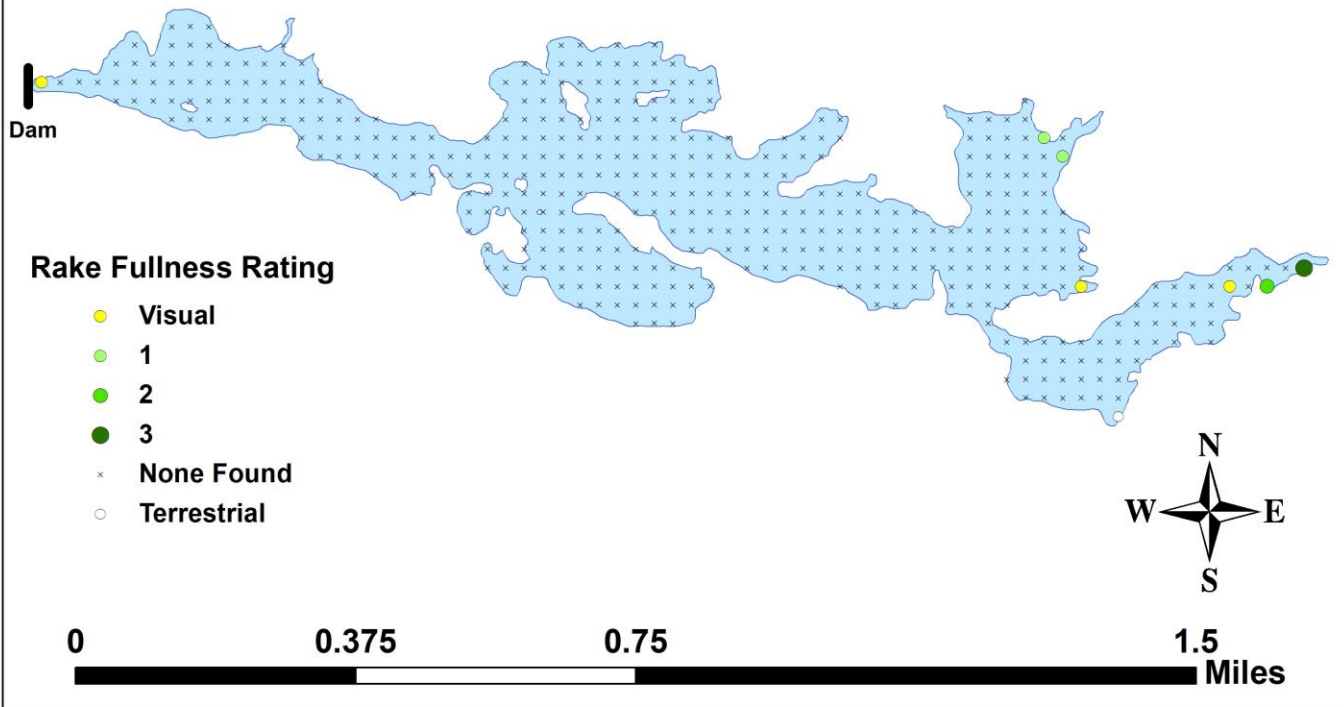 Dam
Rake Fullness Rating
Visual
1
2
3
None Found
Terrestrial
N
W E
S
0 0.375 0.75 1.5
Miles